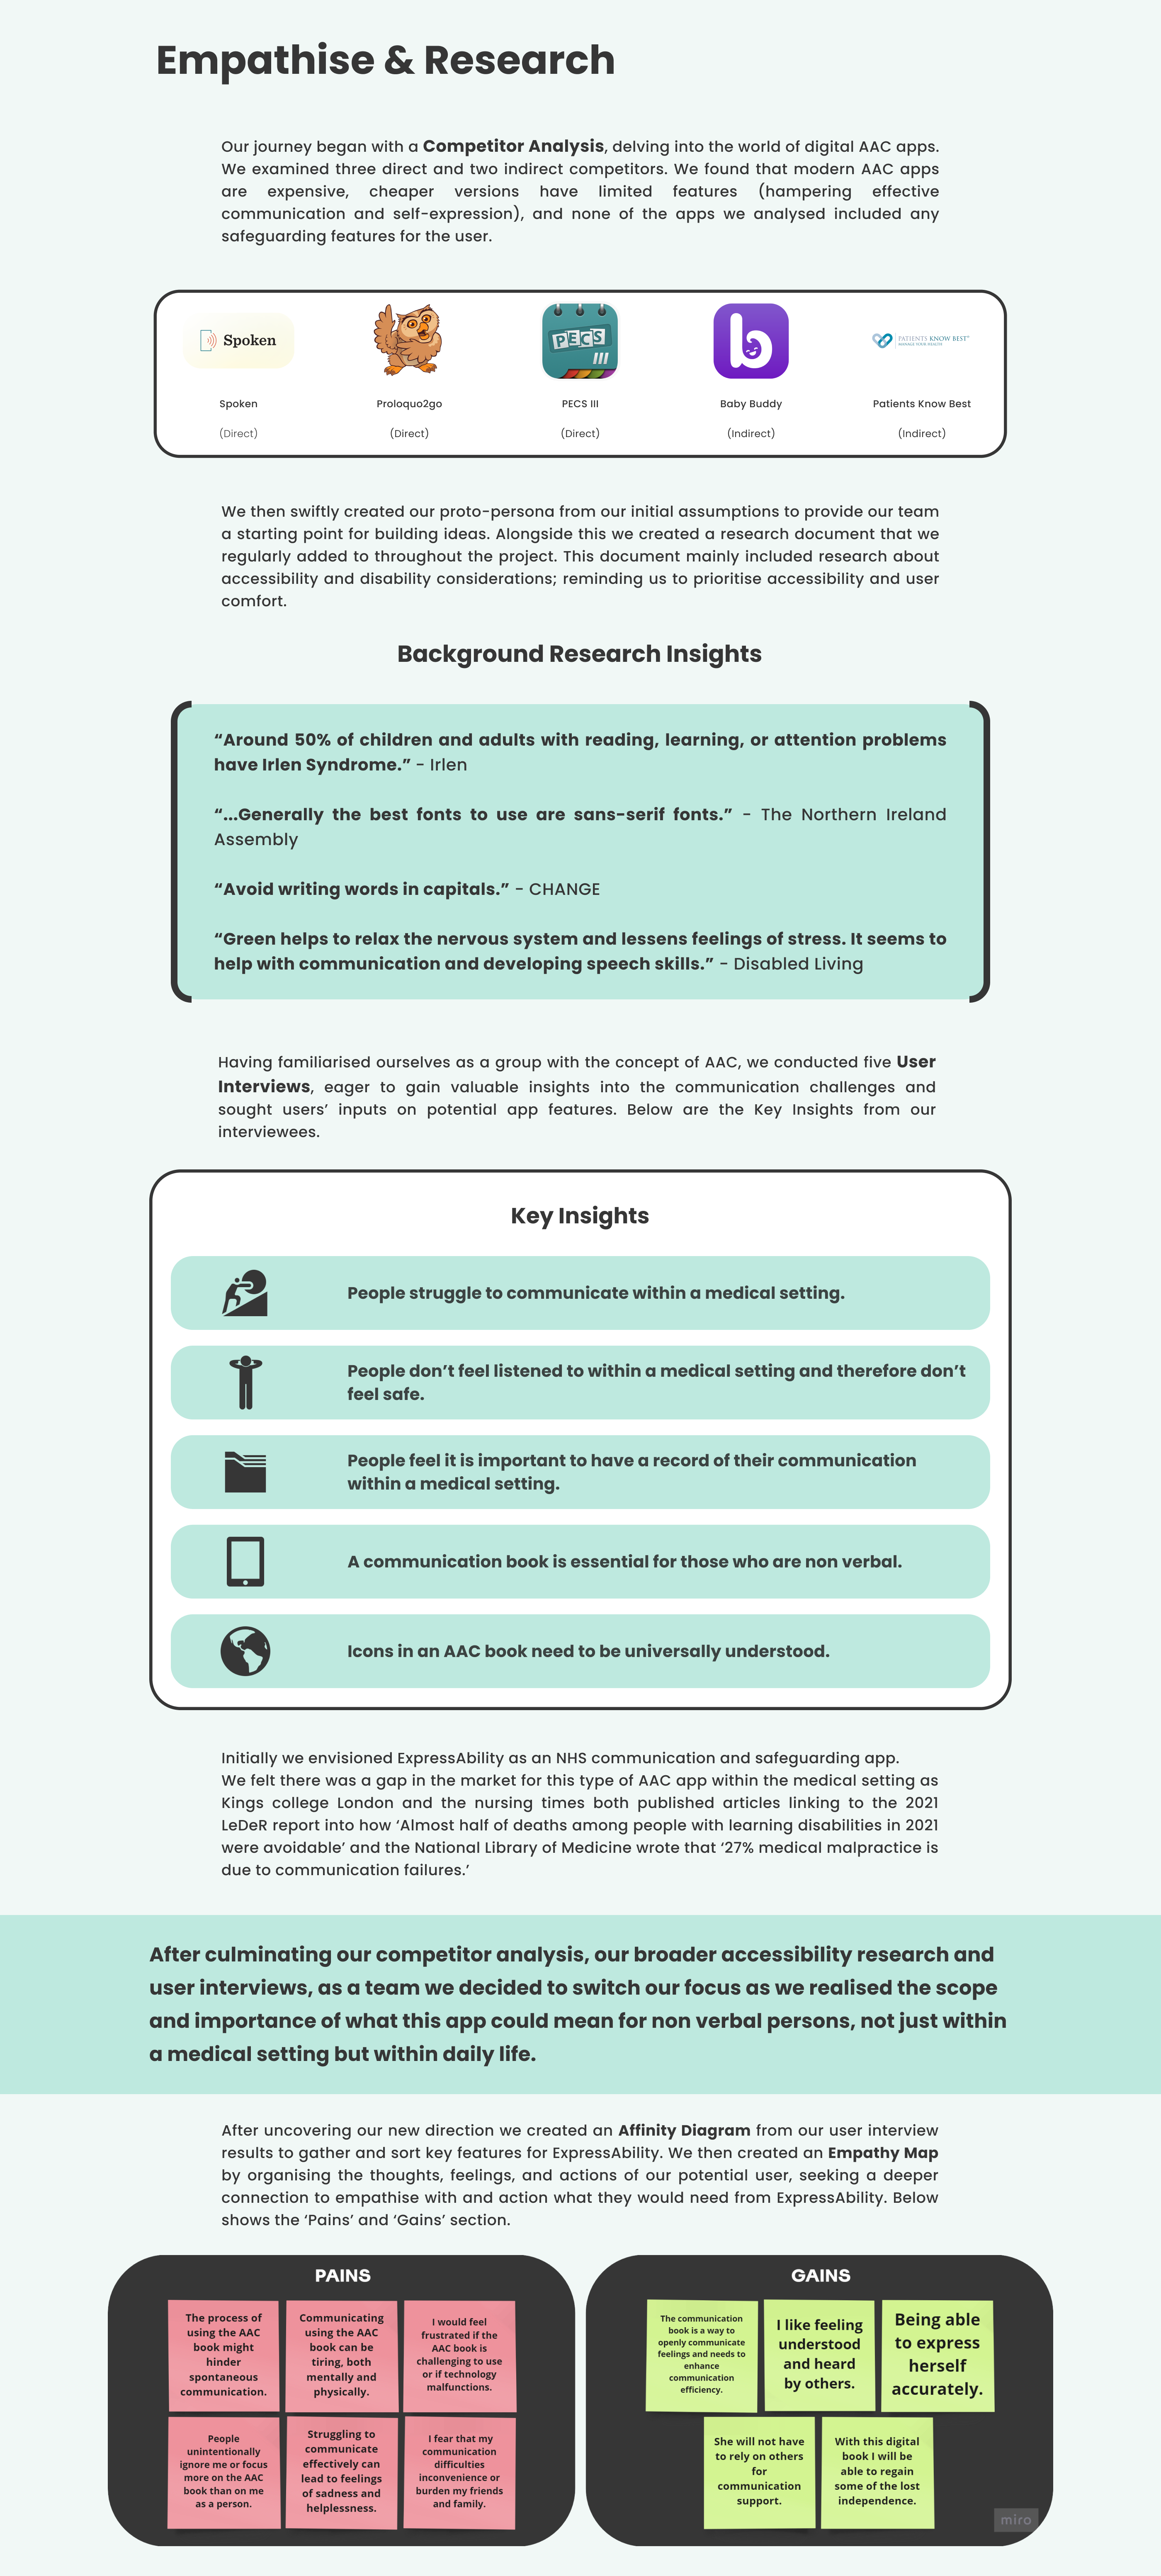 Empathise & Research
Our journey began with a Competitor Analysis, delving into the world of digital AAC apps.
We examined three direct and two indirect competitors. We found that modern AAC apps
are expensive, cheaper versions have limited features (hampering effective
communication and self-expression), and none of the apps we analysed included any
safeguarding features for the user.
Spoken
PECS
III
b
PATIENTS KNOW BEST
MANAGE YOUR HEALTH
Spoken
Proloquo2go
PECS III
Baby Buddy
Patients Know Best
(Direct)
(Direct)
(Direct)
(Indirect)
(Indirect)
We then swiftly created our proto-persona from our initial assumptions to provide our team
a starting point for building ideas. Alongside this we created a research document that we
regularly added to throughout the project. This document mainly included research about
accessibility and disability considerations; reminding us to prioritise accessibility and user
comfort.
Background Research Insights
“Around 50% of children and adults with reading, learning, or attention problems
have Irlen Syndrome.” - Irlen
“...Generally the best fonts to use are sans-serif fonts.” - The Northern Ireland
Assembly
“Avoid writing words in capitals.” - CHANGE
“Green helps to relax the nervous system and lessens feelings of stress. It seems to
help with communication and developing speech skills.” - Disabled Living
Having familiarised ourselves as a group with the concept of AAC, we conducted five User
Interviews, eager to gain valuable insights into the communication challenges and
sought users’ inputs on potential app features. Below are the Key Insights from our
interviewees.
Key Insights
People struggle to communicate within a medical setting.
People don’t feel listened to within a medical setting and therefore don’t
feel safe.
People feel it is important to have a record of their communication
within a medical setting.
A communication book is essential for those who are non verbal.
Icons in an AAC book need to be universally understood.
Initially we envisioned ExpressAbility as an NHS communication and safeguarding app.
We felt there was a gap in the market for this type of AAC app within the medical setting as
Kings college London and the nursing times both published articles linking to the 2021
LeDeR report into how ‘Almost half of deaths among people with learning disabilities in 2021
were avoidable’ and the National Library of Medicine wrote that ‘27% medical malpractice is
due to communication failures.’
After culminating our competitor analysis, our broader accessibility research and
user interviews, as a team we decided to switch our focus as we realised the scope
and importance of what this app could mean for non verbal persons, not just within
a medical setting but within daily life.
After uncovering our new direction we created an Affinity Diagram from our user interview
results to gather and sort key features for ExpressAbility. We then created an Empathy Map
by organising the thoughts, feelings, and actions of our potential user, seeking a deeper
connection to empathise with and action what they would need from ExpressAbility. Below
shows the ‘Pains’ and ‘Gains’ section.
PAINS
The process of
using the AAC
book might
hinder
spontaneous
communication.
Communicating
using the AAC
book can be
tiring, both
mentally and
physically.
I would feel
frustrated if the
AAC book is
challenging to use
or if technology
malfunctions.
People
unintentionally
ignore me or focus
more on the AAC
book than on me
as a person.
Struggling to
communicate
effectively can
lead to feelings
of sadness and
helplessness.
I fear that my
communication
difficulties
inconvenience or
burden my friends
and family.
GAINS
The communication
book is a way to
openly communicate
feelings and needs to
enhance
communication
efficiency.
I like feeling
understood
and heard
by others.
Being able
to express
herself
accurately.
She will not have
to rely on others
for
communication
support.
With this digital
book I will be
able to regain
some of the lost
independence.
miro